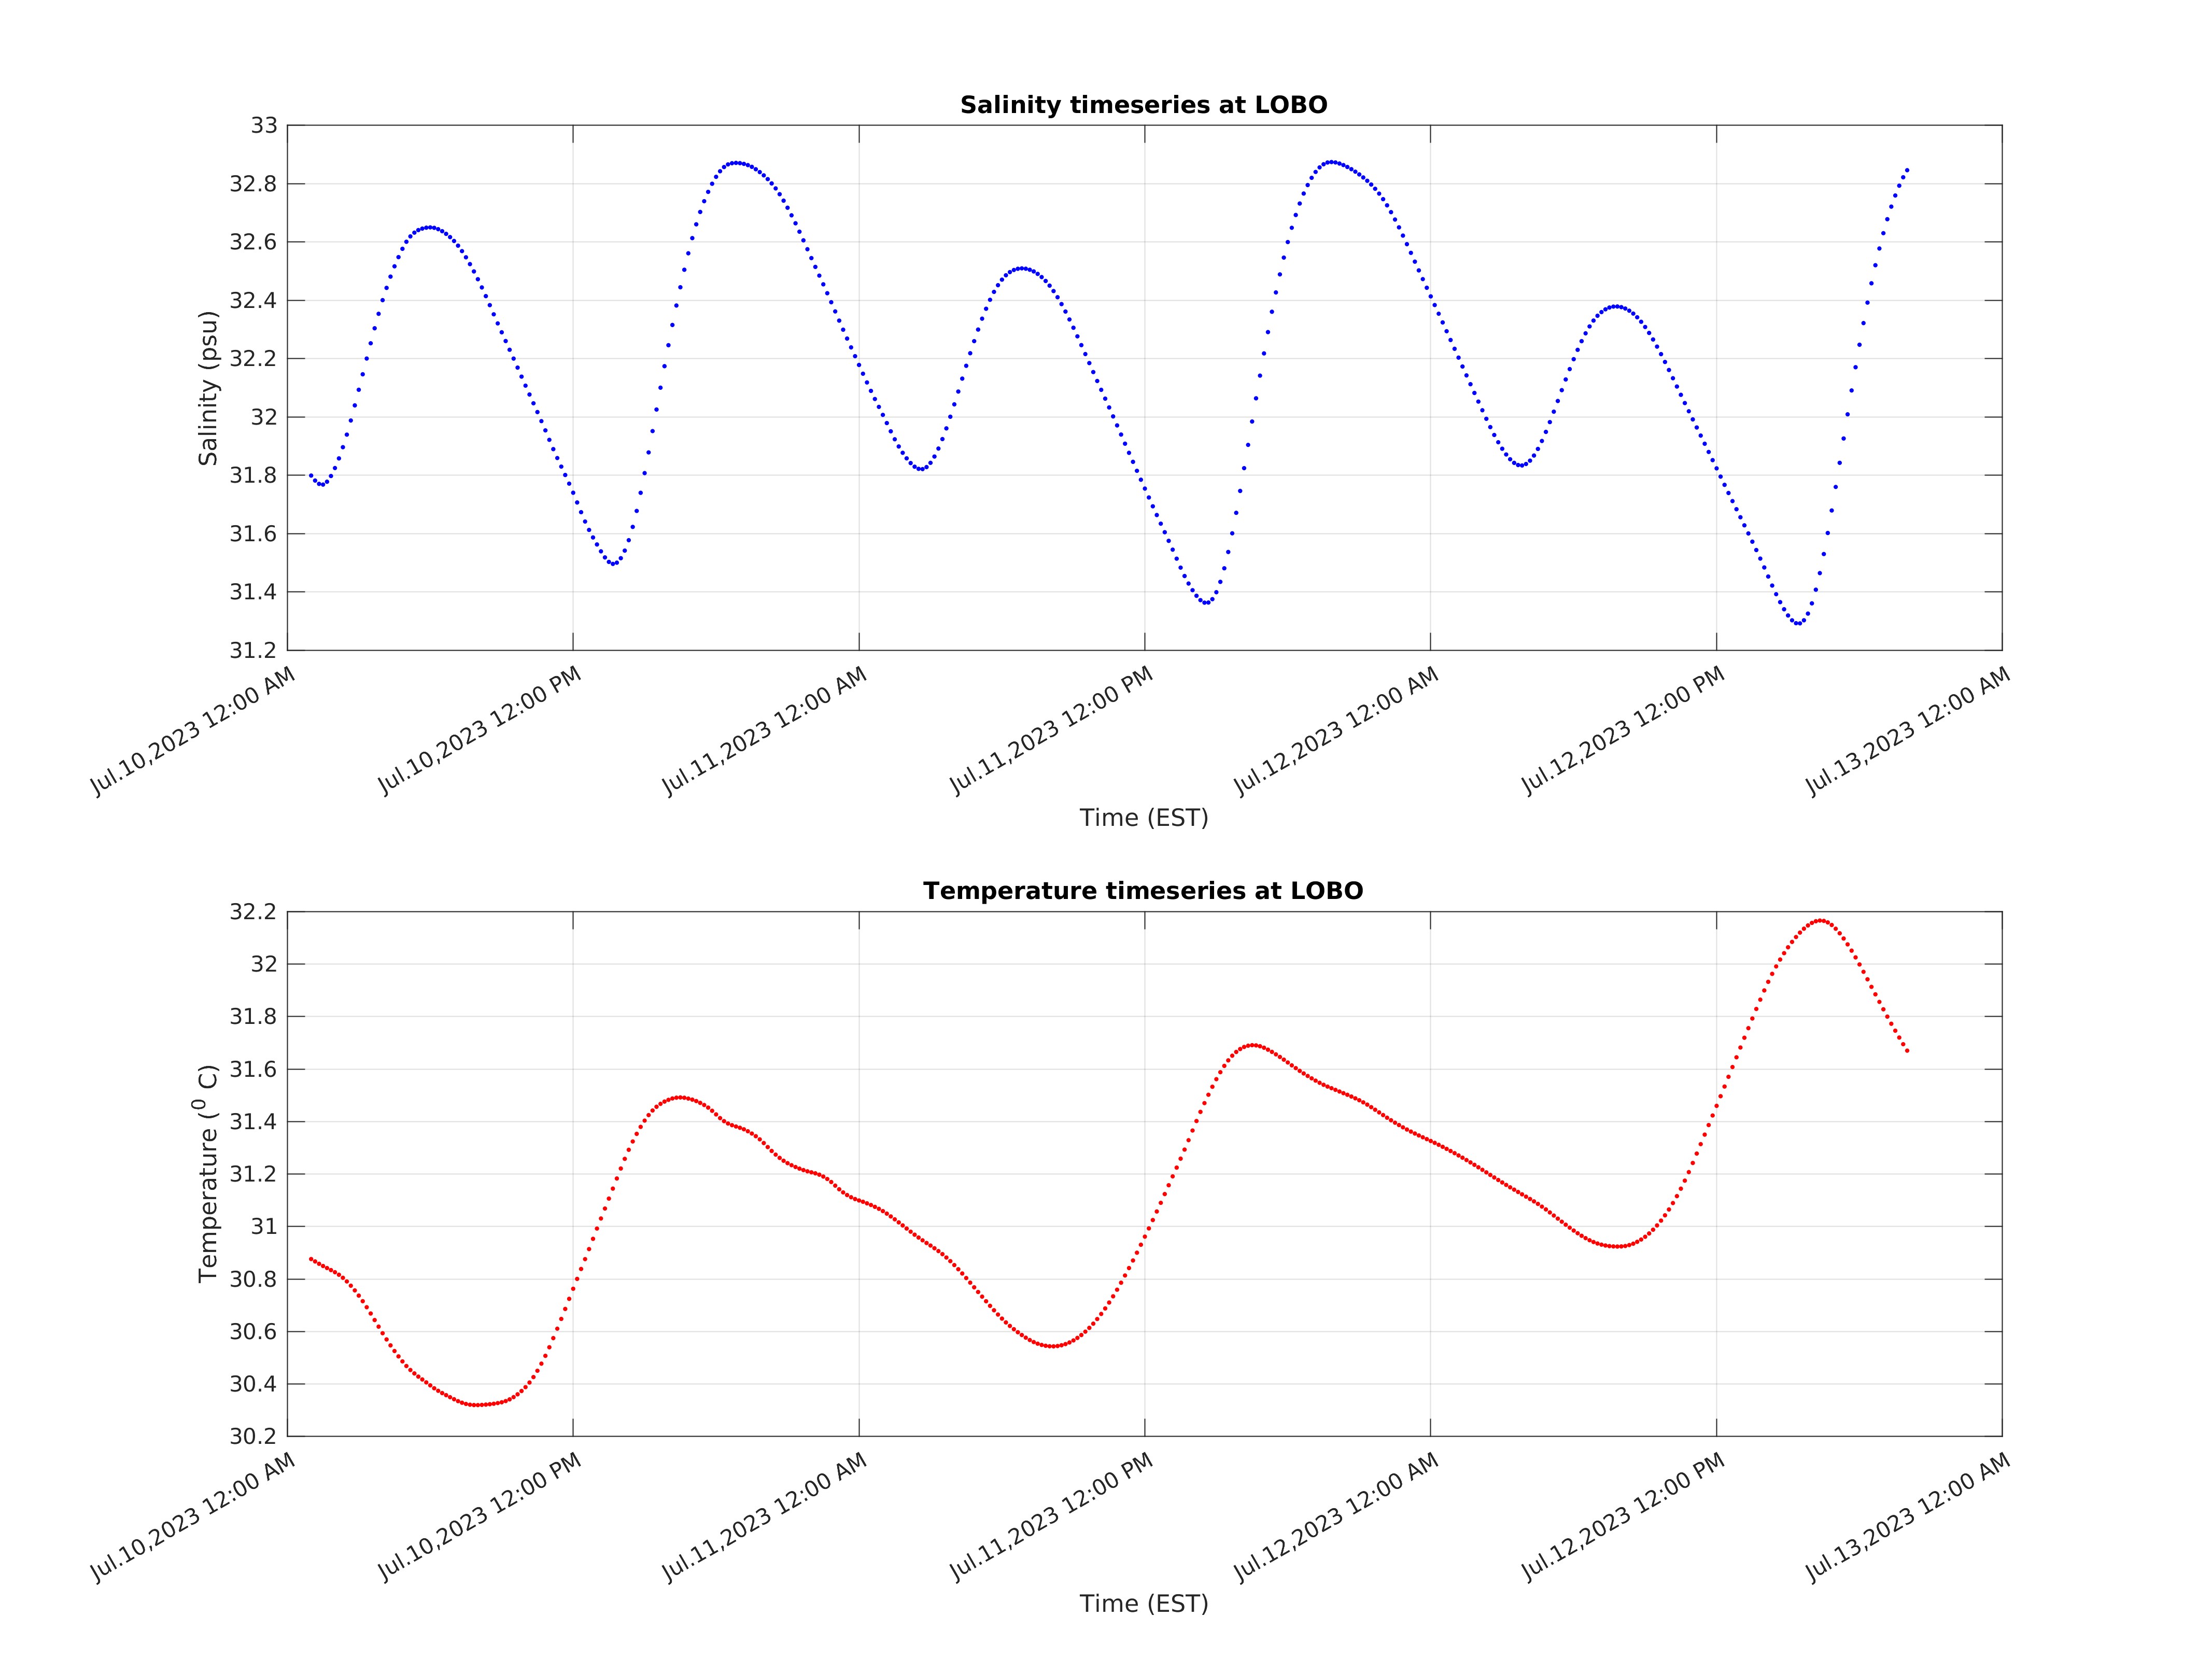 Salinity timeseries at LOBO
33
32.8
32.6
32.4
32.2
32
31.8
31.6
31.4
31.2
Salinity (psu)
Jul.10,2023 12:00 AM
Jul.10,2023 12:00 PM
Jul.11,2023 12:00 AM
Jul.11,2023 12:00 PM
Jul.12,2023 12:00 AM
Jul.12,2023 12:00 PM
Jul.13,2023 12:00 AM
Time (EST)
Temperature timeseries at LOBO
32.2
32
31.8
31.6
31.4
31.2
31
30.8
30.6
30.4
30.2
Temperature (⁰ C)
Jul.10,2023 12:00 AM
Jul.10,2023 12:00 PM
Jul.11,2023 12:00 AM
Jul.11,2023 12:00 PM
Jul.12,2023 12:00 AM
Jul.12,2023 12:00 PM
Jul.13,2023 12:00 AM
Time (EST)